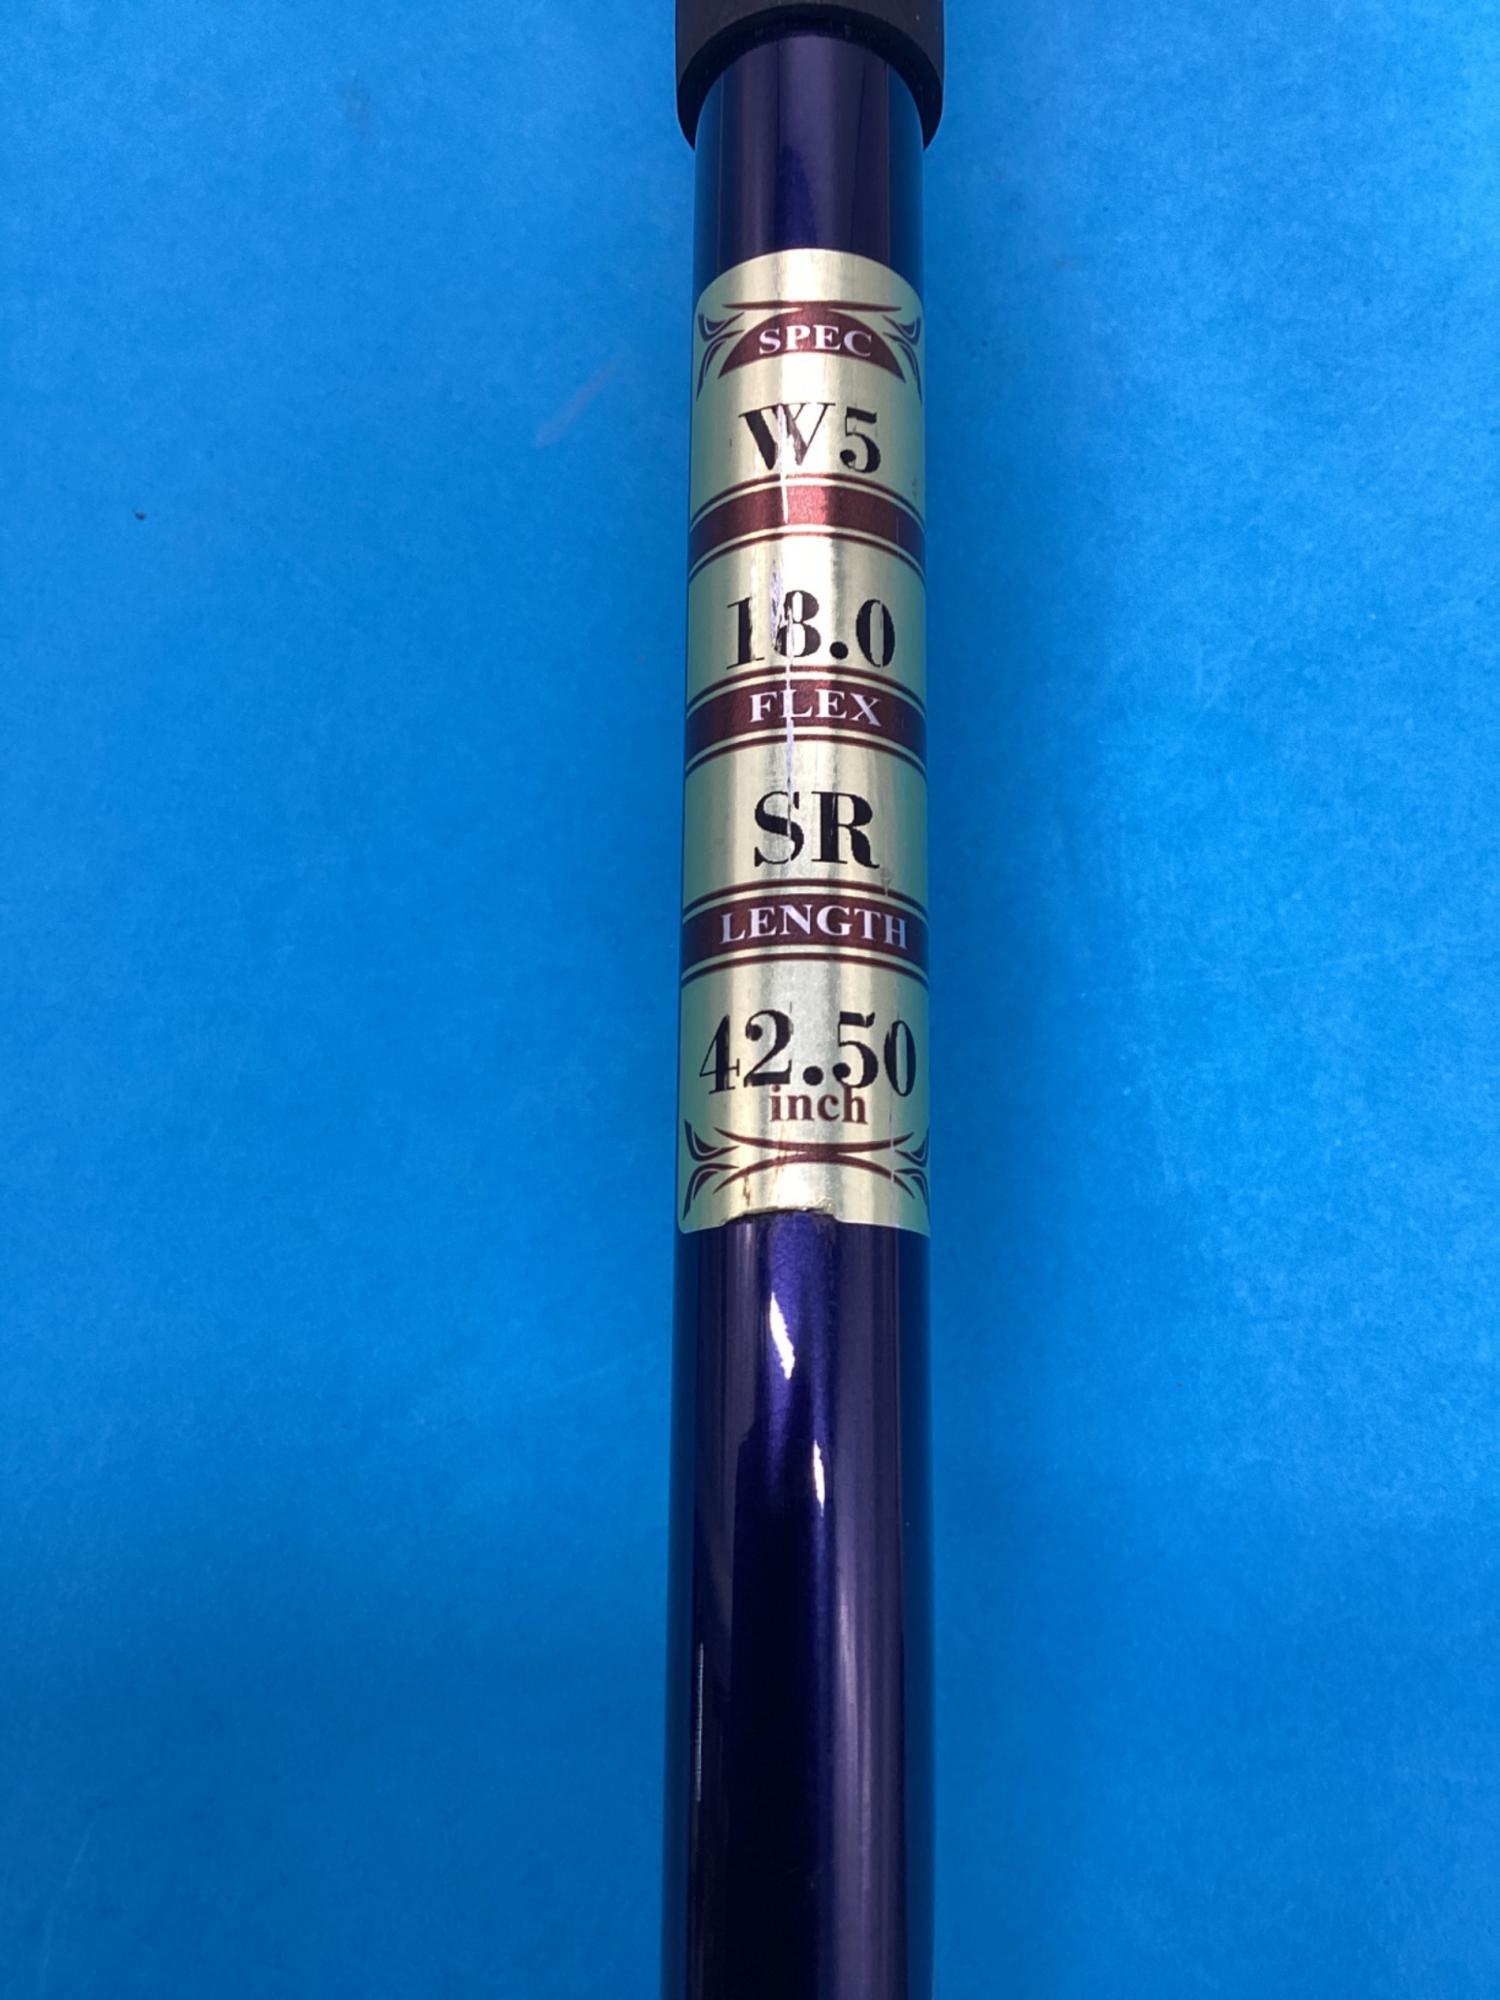 SPEC
W5
18.0
FLEX
SR
LENGTH
42.50
inch